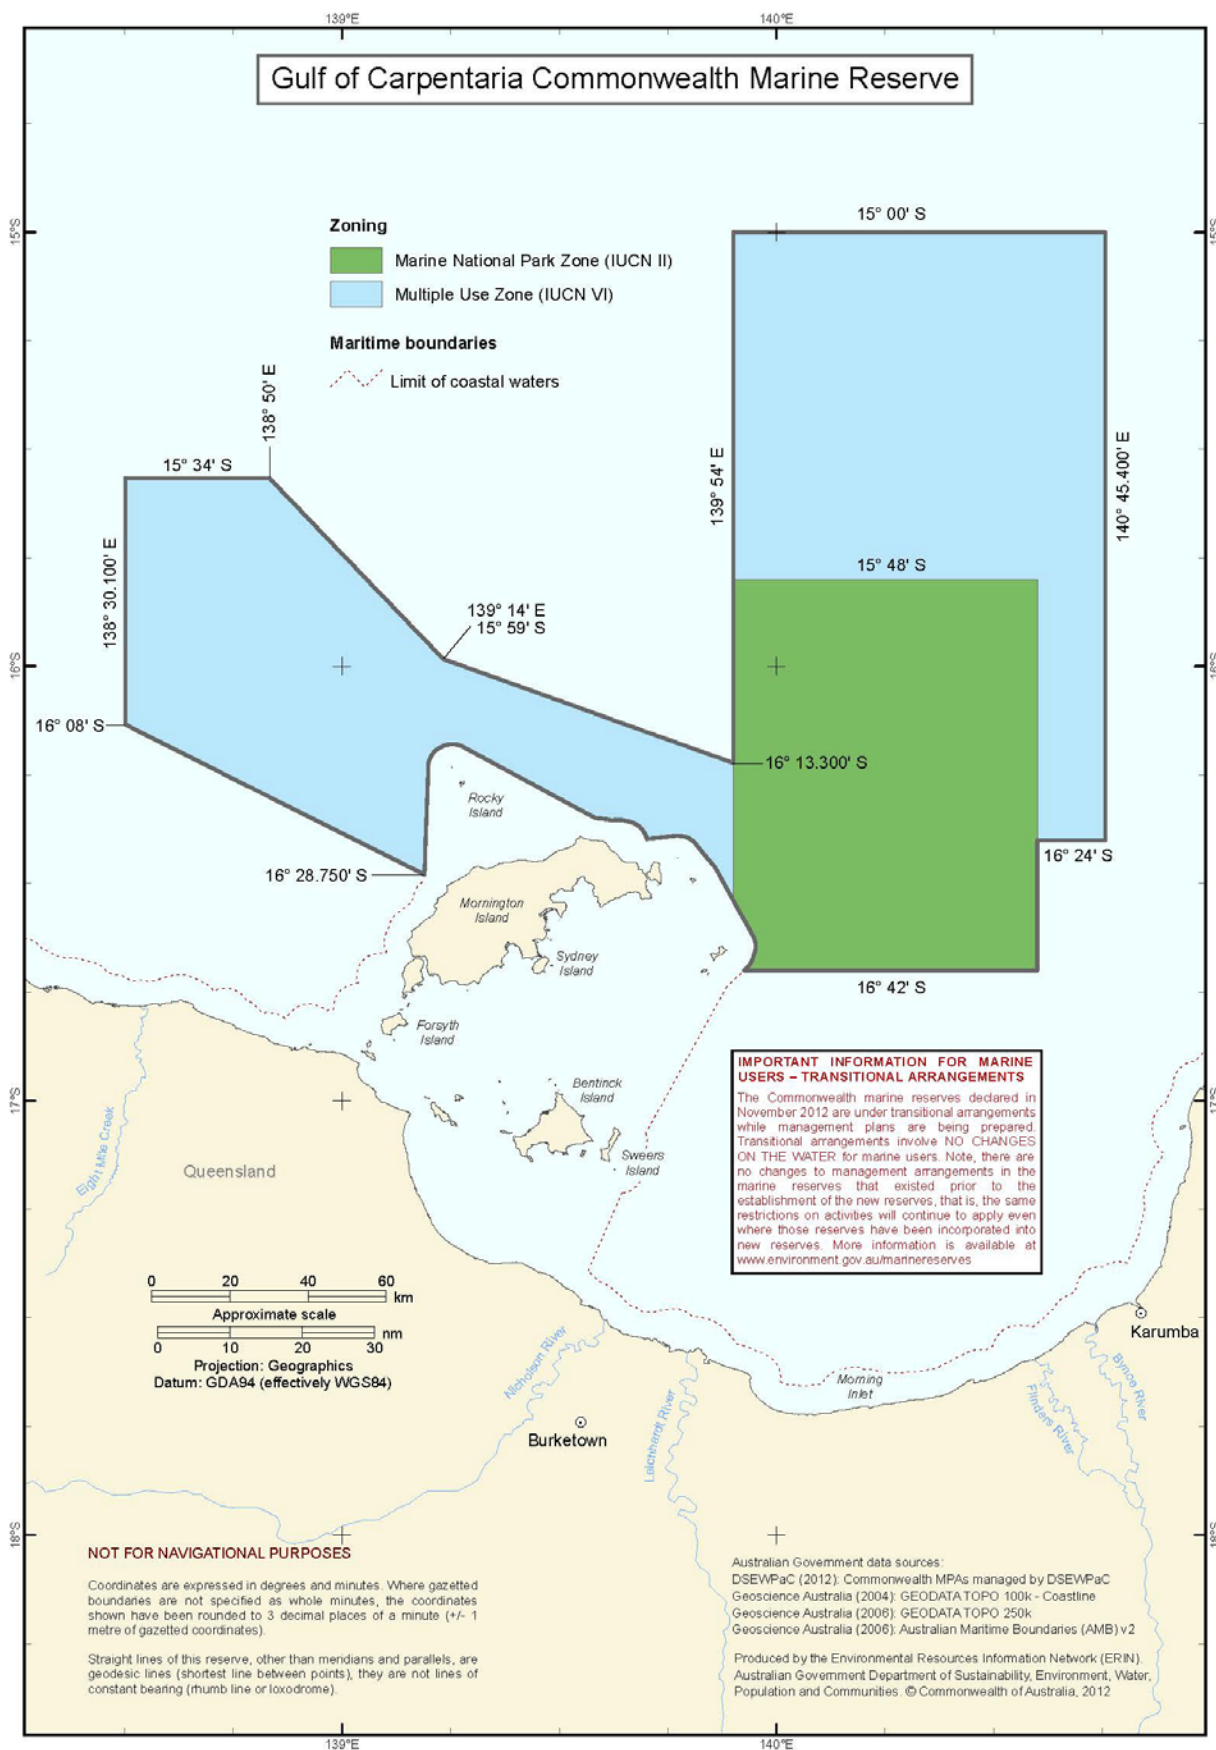 139°E
140°E
Gulf of Carpentaria Commonwealth Marine Reserve
15°S
15°S
15° 00' S
Zoning
Marine National Park Zone (IUCN II)
Multiple Use Zone (IUCN VI)
Maritime boundaries
Limit of coastal waters
138° 50' E
15° 34' S
139° 54' E
140° 45.400' E
138° 30.100' E
15° 48' S
139° 14' E
15° 59' S
16°S
16°S
16° 08' S
16° 13.300' S
Rocky
Island
16° 24' S
16° 28.750' S
Mornington
Island
Sydney
Island
16° 42' S
Forsyth
Island
Bentinck
Island
Sweers
Island
17°S
17°S
Eight Mile Creek
Queensland
IMPORTANT INFORMATION FOR MARINE
USERS – TRANSITIONAL ARRANGEMENTS
The Commonwealth marine reserves declared in
November 2012 are under transitional arrangements
while management plans are being prepared.
Transitional arrangements involve NO CHANGES
ON THE WATER for marine users. Note, there are
no changes to management arrangements in the
marine reserves that existed prior to the
establishment of the new reserves, that is, the same
restrictions on activities will continue to apply even
where those reserves have been incorporated into
new reserves. More information is available at
www.environment.gov.au/marinereserves
0 20 40 60
km
Approximate scale
nm
0 10 20 30
Projection: Geographics
Datum: GDA94 (effectively WGS84)
Nicholson River
Burketown
Leichhardt River
Morning
Inlet
Karumba
Bynoe River
Flinders River
18°S
18°S
NOT FOR NAVIGATIONAL PURPOSES
Coordinates are expressed in degrees and minutes. Where gazetted
boundaries are not specified as whole minutes, the coordinates
shown have been rounded to 3 decimal places of a minute (+/- 1
metre of gazetted coordinates).
Straight lines of this reserve, other than meridians and parallels, are
geodesic lines (shortest line between points), they are not lines of
constant bearing (rhumb line or loxodrome).
Australian Government data sources:
DSEWPaC (2012): Commonwealth MPAs managed by DSEWPaC
Geoscience Australia (2004): GEODATA TOPO 100k - Coastline
Geoscience Australia (2006): GEODATA TOPO 250k
Geoscience Australia (2006): Australian Maritime Boundaries (AMB) v2
Produced by the Environmental Resources Information Network (ERIN).
Australian Government Department of Sustainability, Environment, Water,
Population and Communities. © Commonwealth of Australia, 2012
139°E
140°E